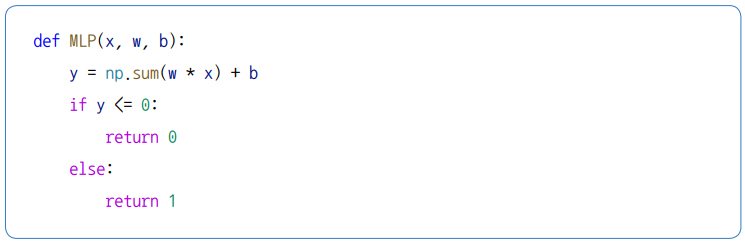 def MLP(x, w, b):
    y = np.sum(w * x) + b
    if y <= 0:
        return 0
    else:
        return 1